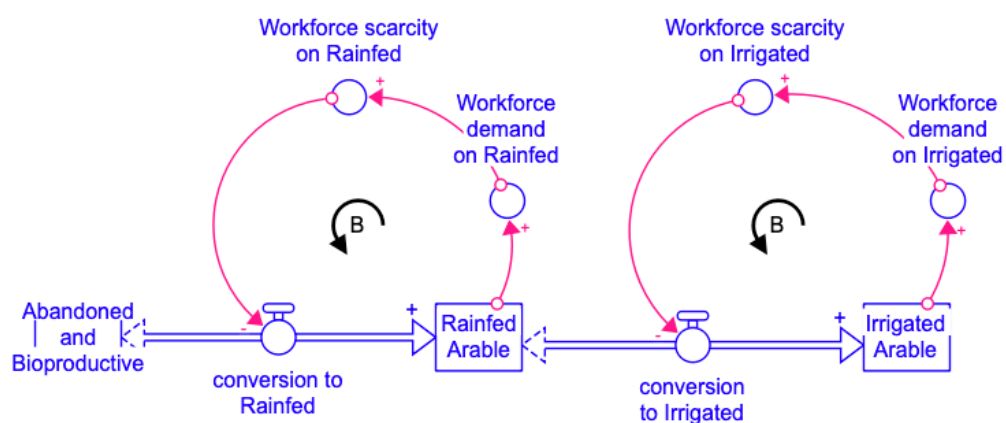 Workforce scarcity
on Rainfed
+
Workforce
demand
on Rainfed
B
+
Abandoned
and
Bioproductive
-
conversion to
Rainfed
+
Rainfed
Arable
Workforce scarcity
on Irrigated
+
Workforce
demand
on Irrigated
B
+
-
conversion
to Irrigated
+
Irrigated
Arable